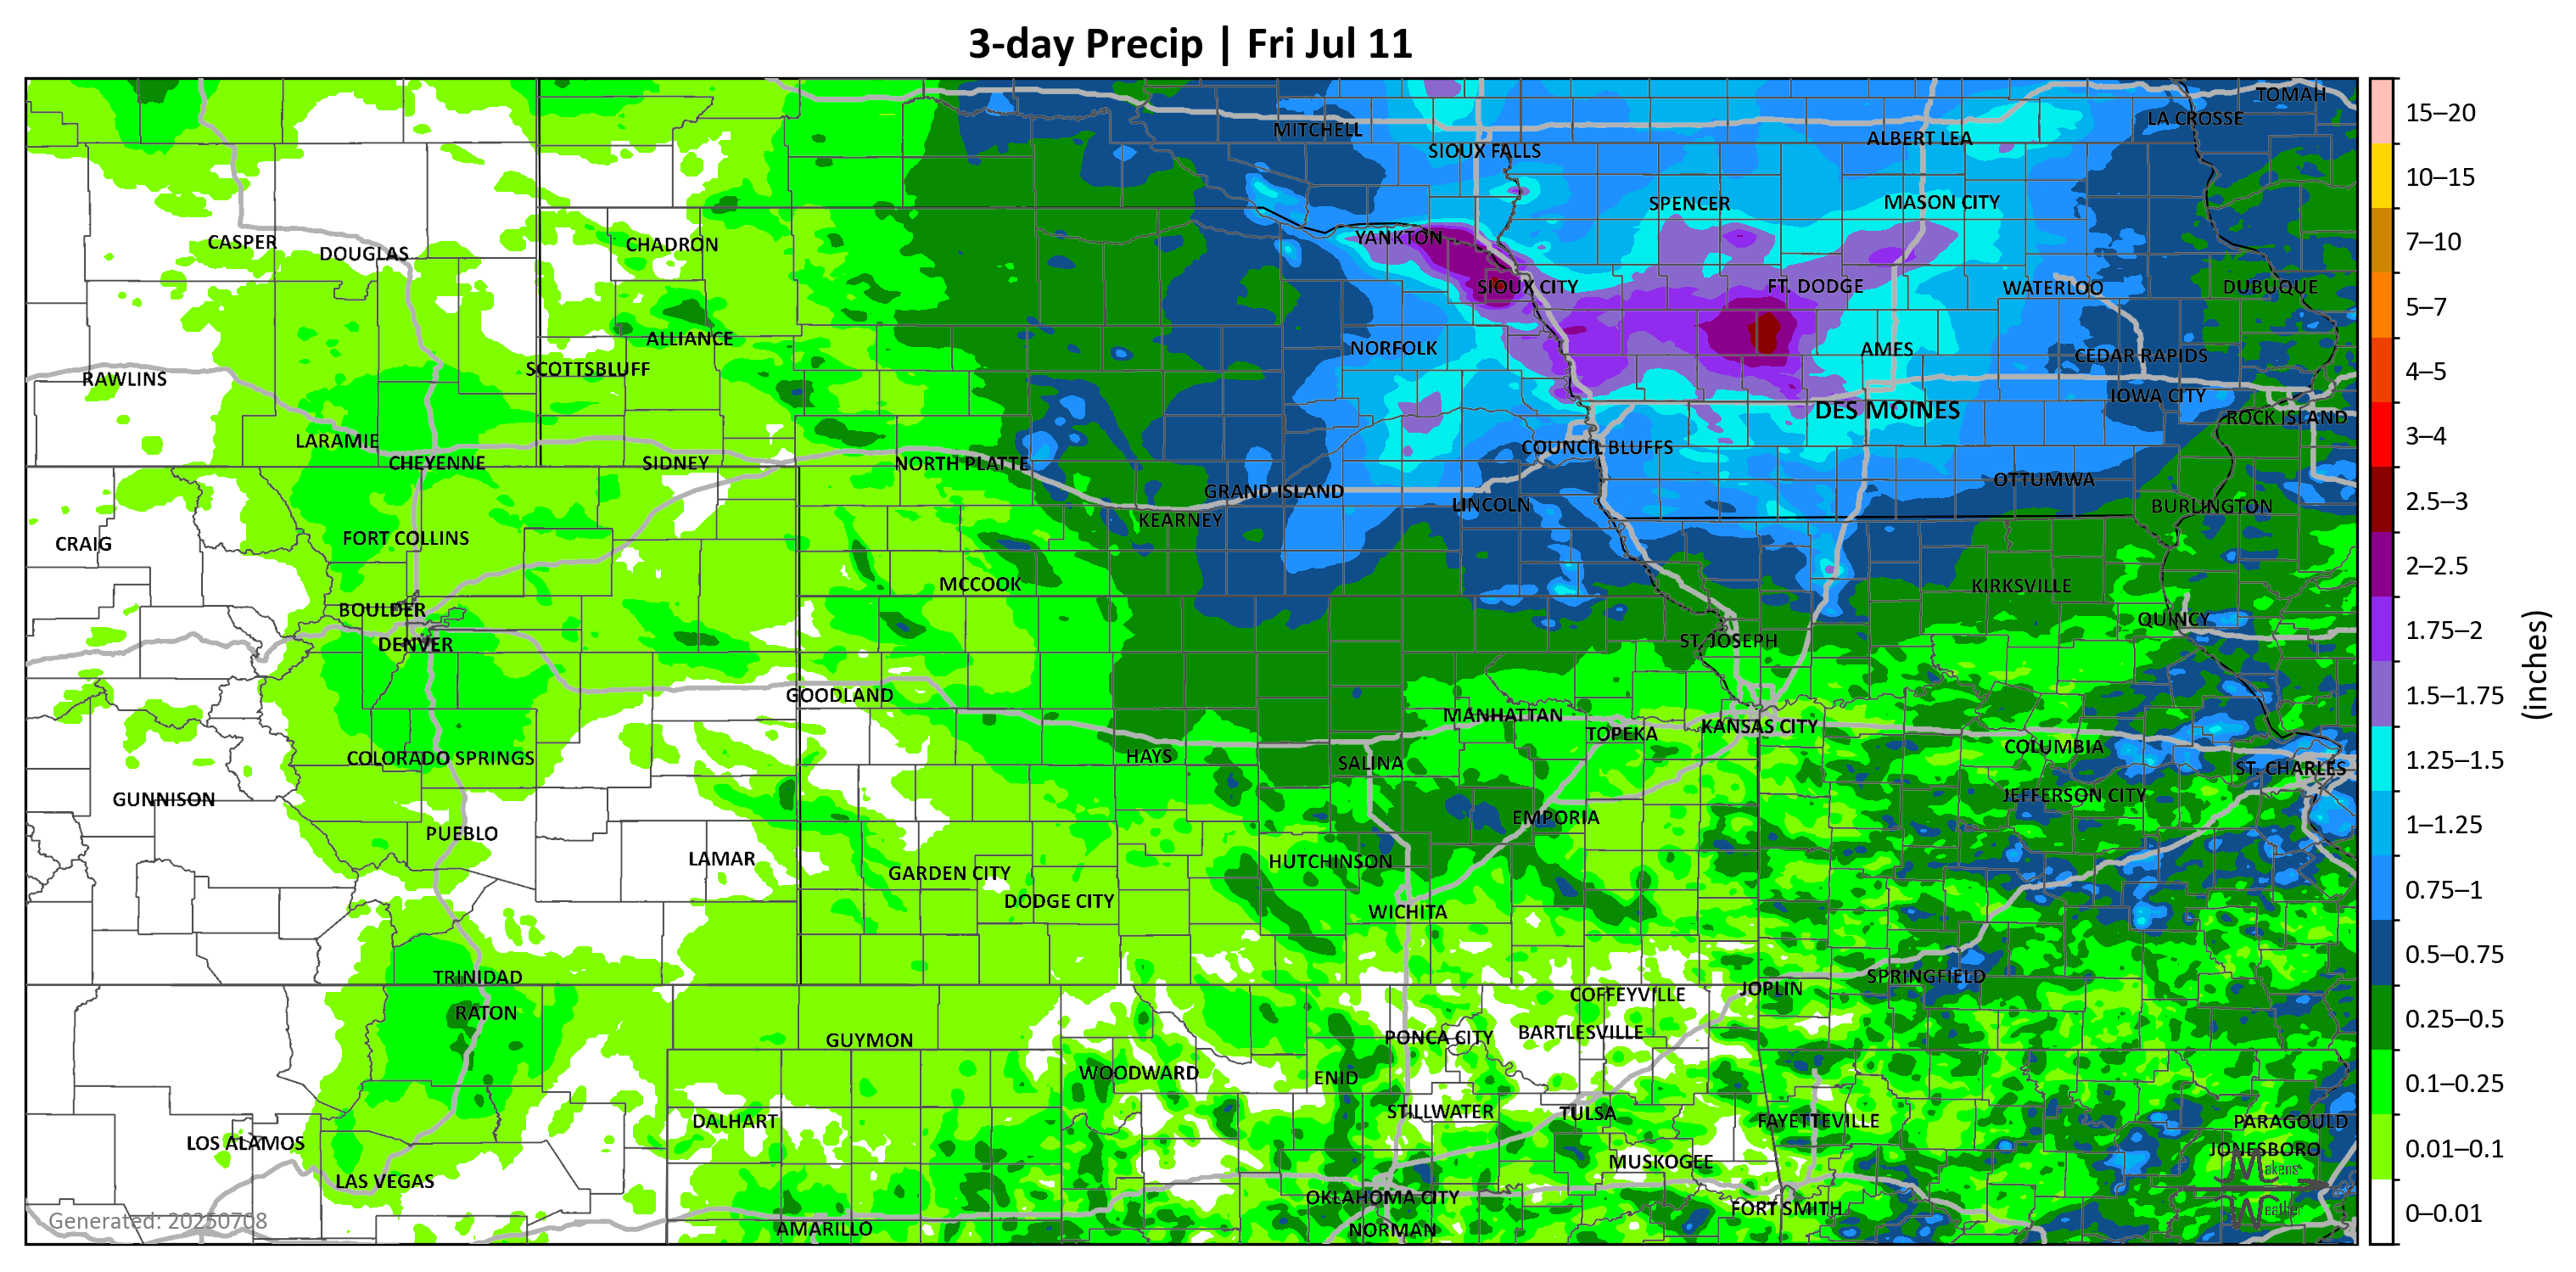 3-day Precip | Fri Jul 11
TOMAH
LA CROSSE
MITCHELL
ALBERT LEA
SIOUX FALLS
SPENCER
MASON CITY
CASPER
DOUGLAS
CHADRON
YANKTON
SIOUX CITY
FT. DODGE
WATERLOO
DUBUQUE
ALLIANCE
NORFOLK
AMES
CEDAR RAPIDS
SCOTTSBLUFF
RAWLINS
IOWA CITY
DES MOINES
ROCK ISLAND
LARAMIE
COUNCIL BLUFFS
CHEYENNE
SIDNEY
NORTH PLATTE
OTTUMWA
GRAND ISLAND
LINCOLN
BURLINGTON
KEARNEY
FORT COLLINS
CRAIG
MCCOOK
KIRKSVILLE
BOULDER
QUINCY
DENVER
ST. JOSEPH
GOODLAND
MANHATTAN
TOPEKA
KANSAS CITY
COLUMBIA
COLORADO SPRINGS
HAYS
SALINA
ST. CHARLES
GUNNISON
JEFFERSON CITY
EMPORIA
PUEBLO
LAMAR
HUTCHINSON
GARDEN CITY
DODGE CITY
WICHITA
TRINIDAD
SPRINGFIELD
JOPLIN
COFFEYVILLE
RATON
GUYMON
PONCA CITY
BARTLESVILLE
WOODWARD
ENID
STILLWATER
TULSA
DALHART
FAYETTEVILLE
PARAGOULD
LOS ALAMOS
JONESBORO
MUSKOGEE
LAS VEGAS
OKLAHOMA CITY
FORT SMITH
AMARILLO
NORMAN
Generated: 20250708
Makens
Weather
15–20
10–15
7–10
5–7
4–5
3–4
2.5–3
2–2.5
1.75–2
1.5–1.75
1.25–1.5
1–1.25
0.75–1
0.5–0.75
0.25–0.5
0.1–0.25
0.01–0.1
0–0.01
(inches)